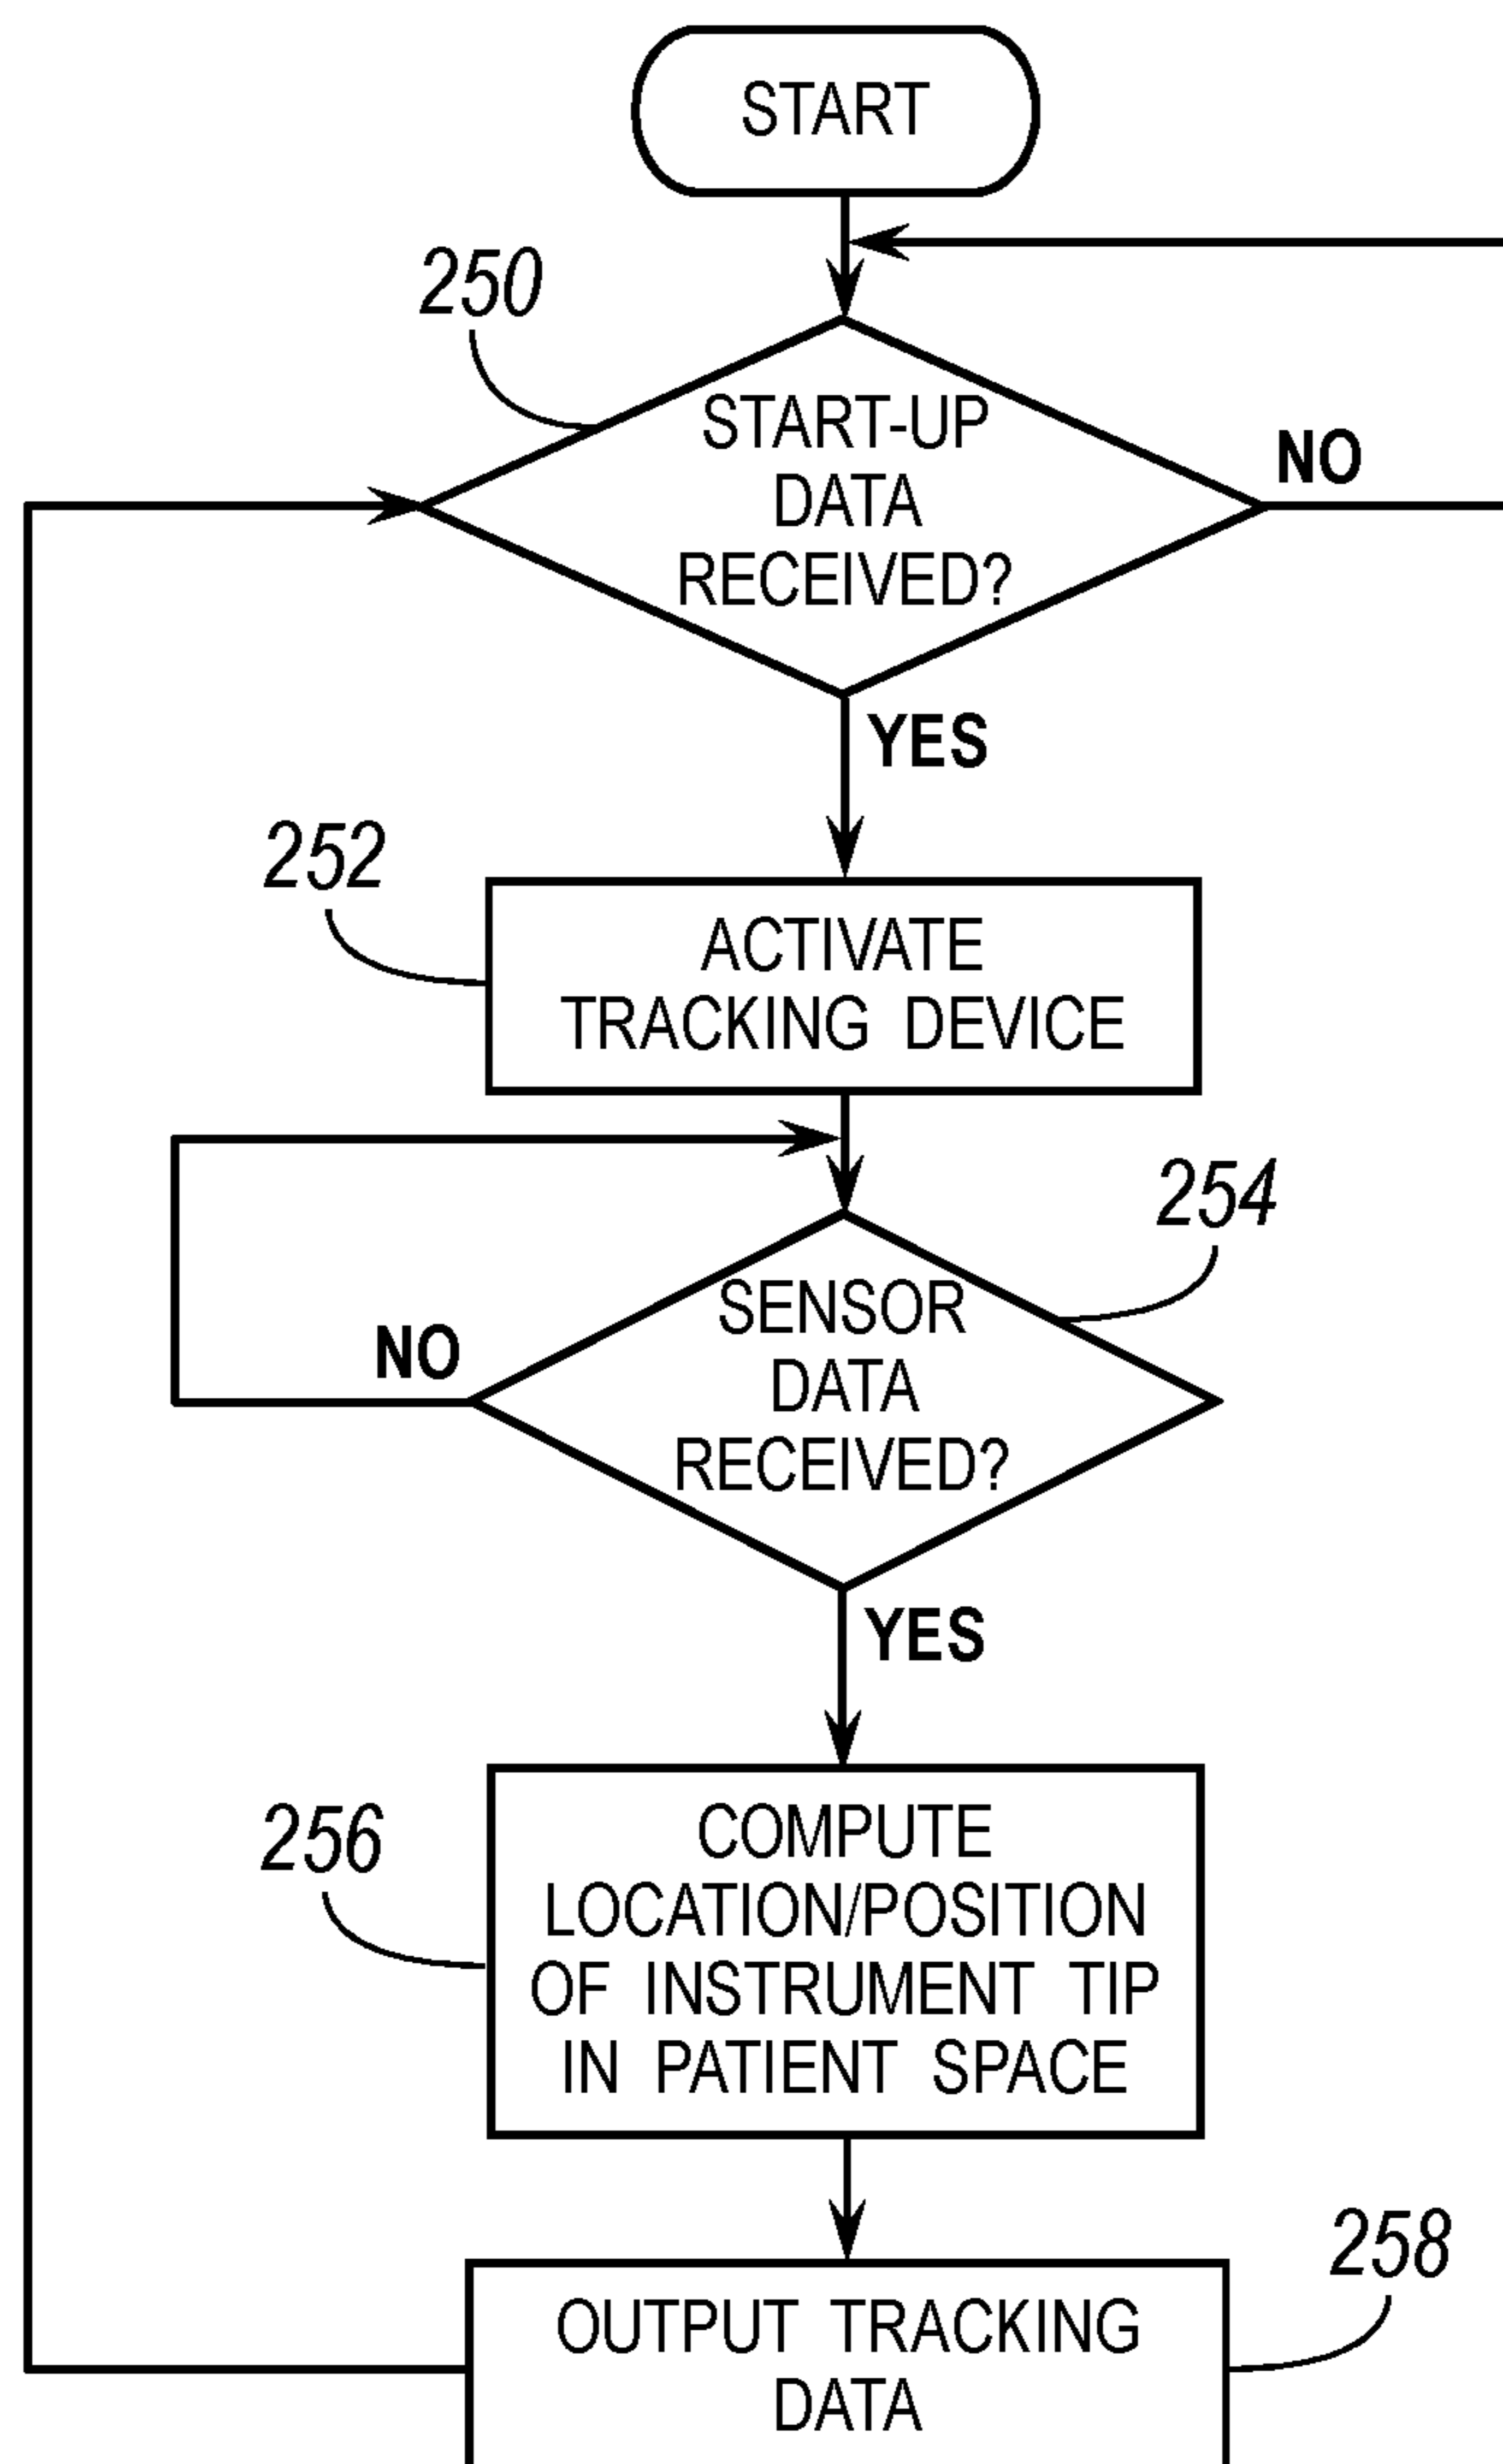 START
250
START-UP
DATA
RECEIVED?
NO
YES
252
ACTIVATE
TRACKING DEVICE
254
SENSOR
DATA
RECEIVED?
NO
YES
256
COMPUTE
LOCATION/POSITION
OF INSTRUMENT TIP
IN PATIENT SPACE
258
OUTPUT TRACKING
DATA